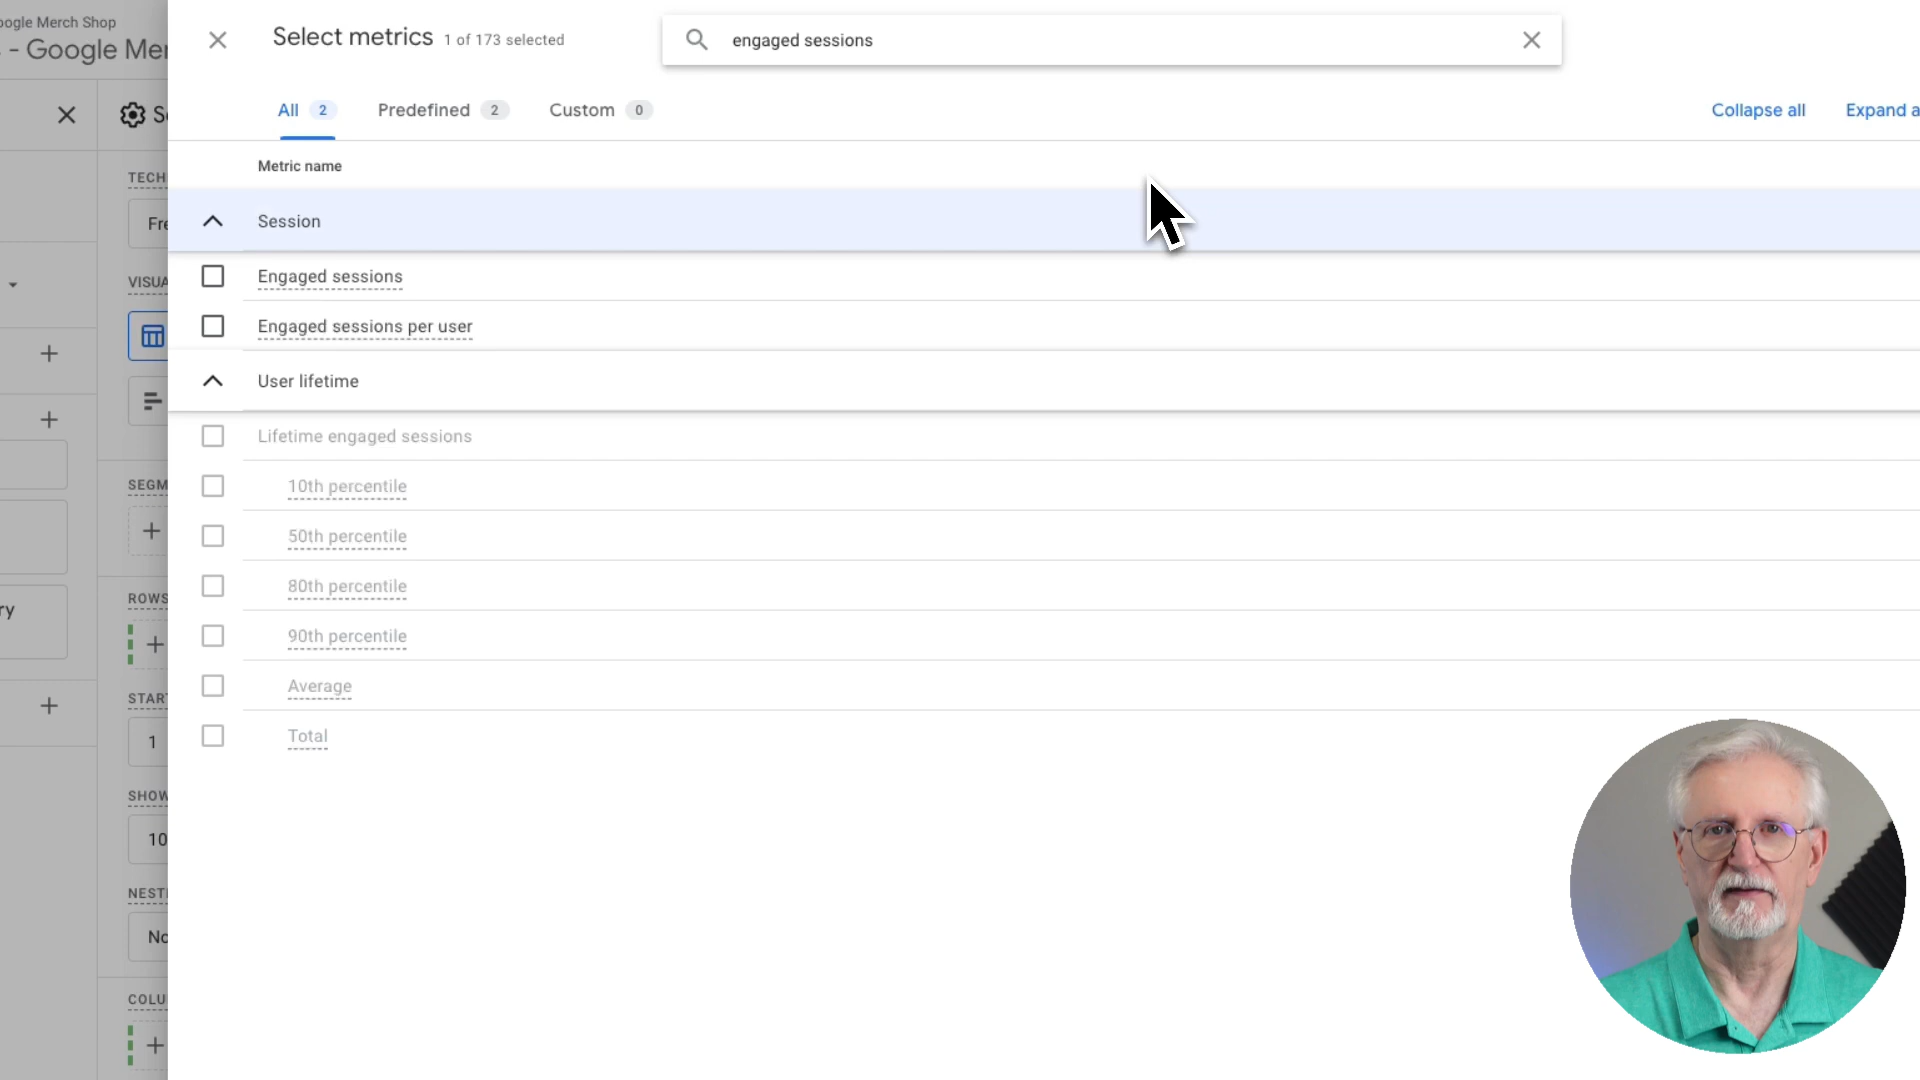 oogle Merch Shop
- Google Mer
Select metrics 1 of 173 selected
engaged sessions
All 2 Predefined 2 Custom 0
Collapse all Expand a
Metric name
Session
Engaged sessions
Engaged sessions per user
User lifetime
Lifetime engaged sessions
10th percentile
50th percentile
80th percentile
90th percentile
Average
Total
Se
TECH
Fre
VISUA
SEGM
ROWS
ry
START
1
SHOW
10
NESTI
No
COLU